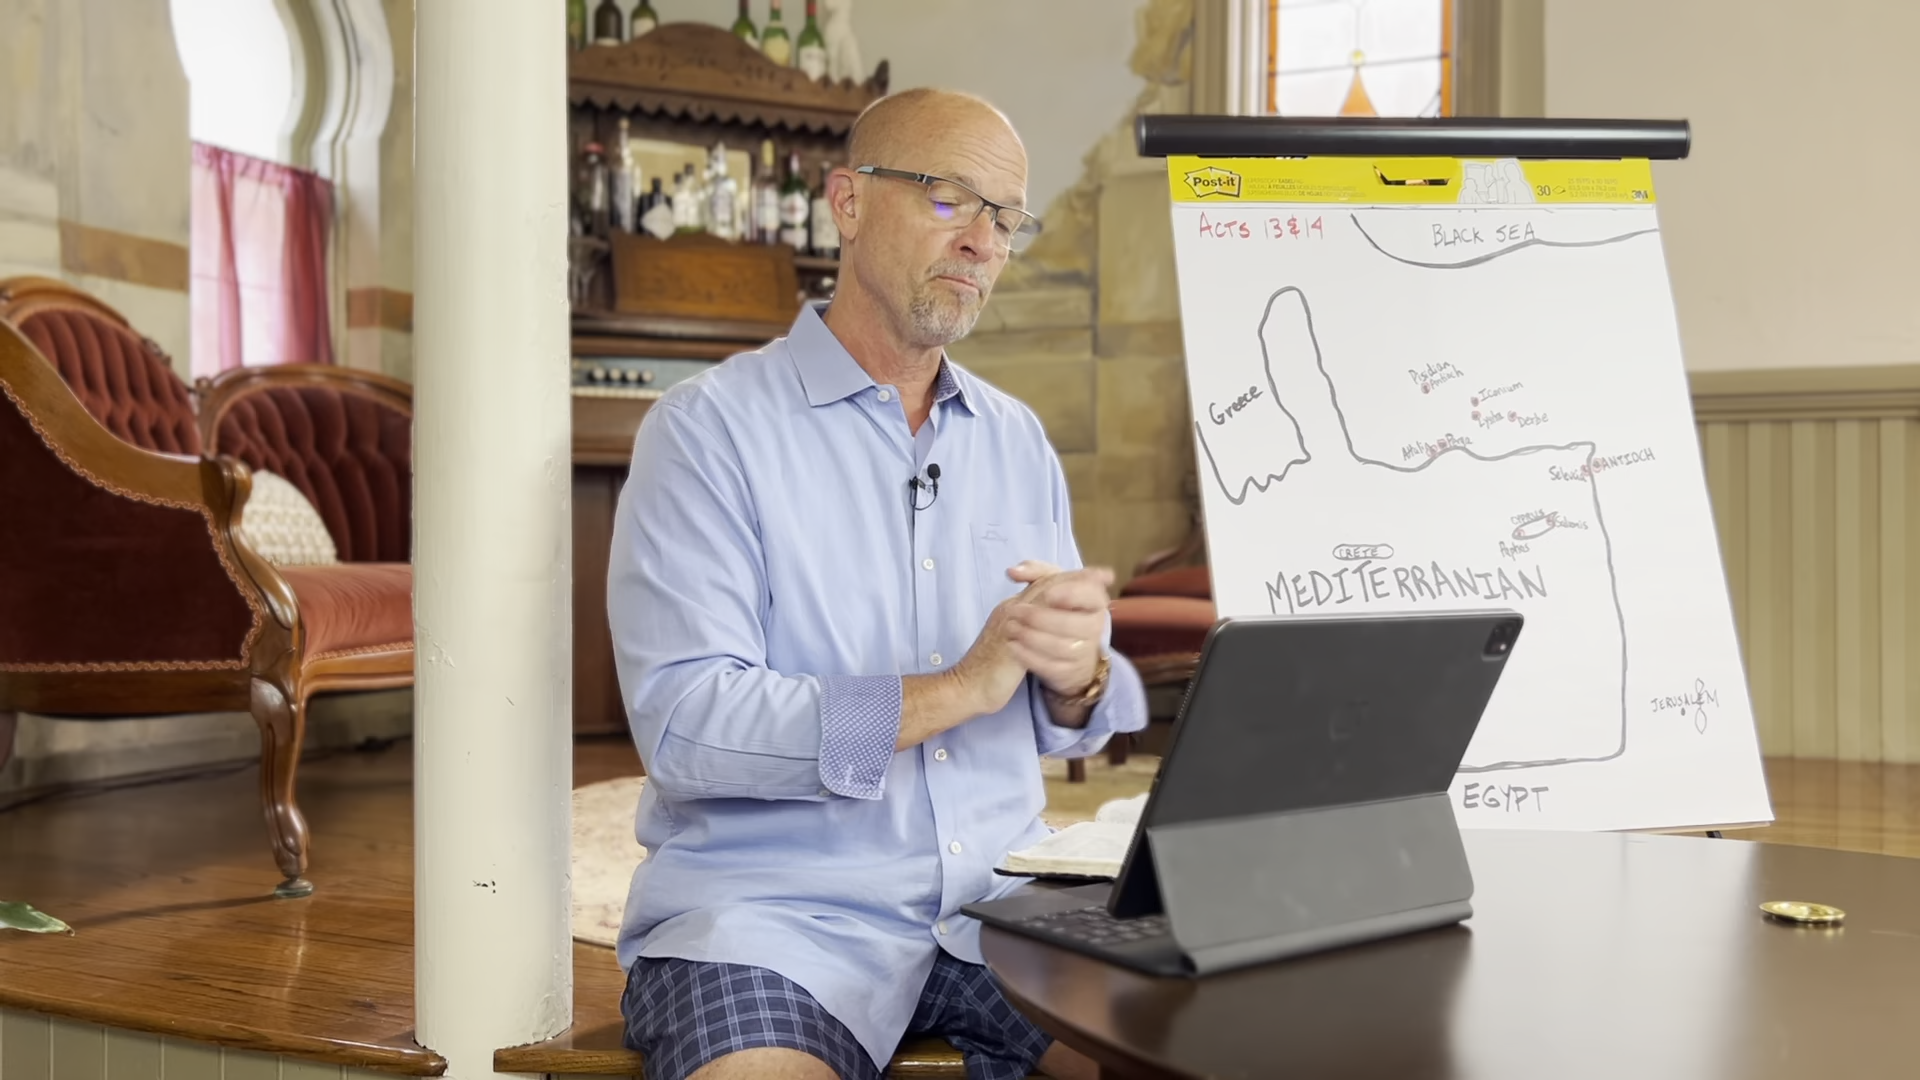 Post-it
30
3M
ACTS 13 & 14
BLACK SEA
Greece
Pisidian
Antioch
Iconium
Lystra
Derbe
Attalia
Perga
Seleucia
ANTIOCH
CYPRUS
Salamis
Paphos
CRETE
MEDITERRANIAN
JERUSALEM
EGYPT